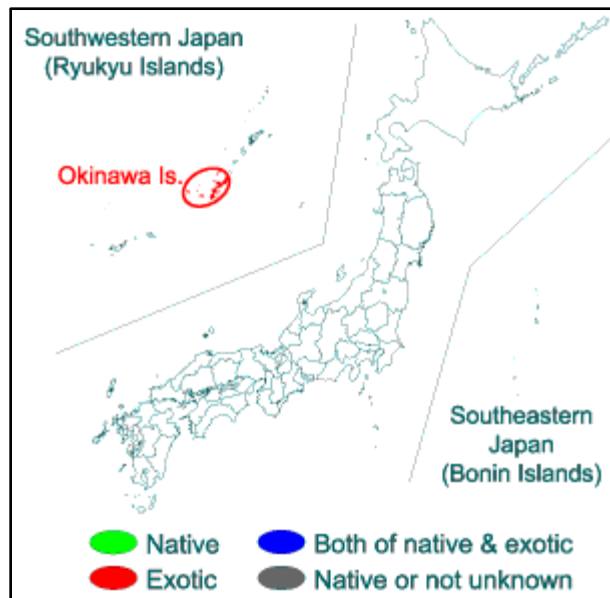 Southwestern Japan
(Ryukyu Islands)
Okinawa Is.
Southeastern
Japan
(Bonin Islands)
Native
Both of native & exotic
Exotic
Native or not unknown